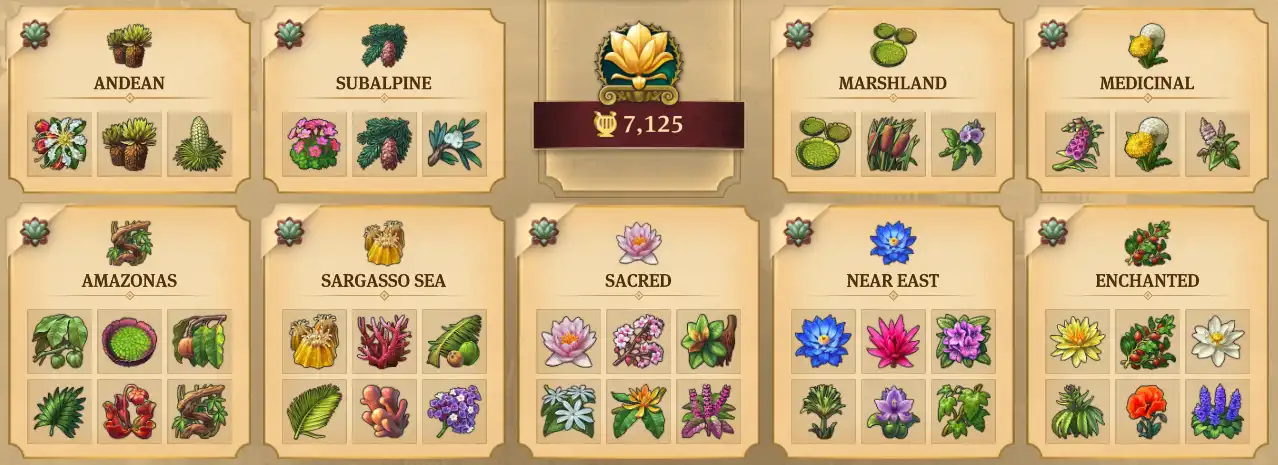 ANDEAN
SUBALPINE
7,125
MARSHLAND
MEDICINAL
AMAZONAS
SARGASSO SEA
SACRED
NEAR EAST
ENCHANTED